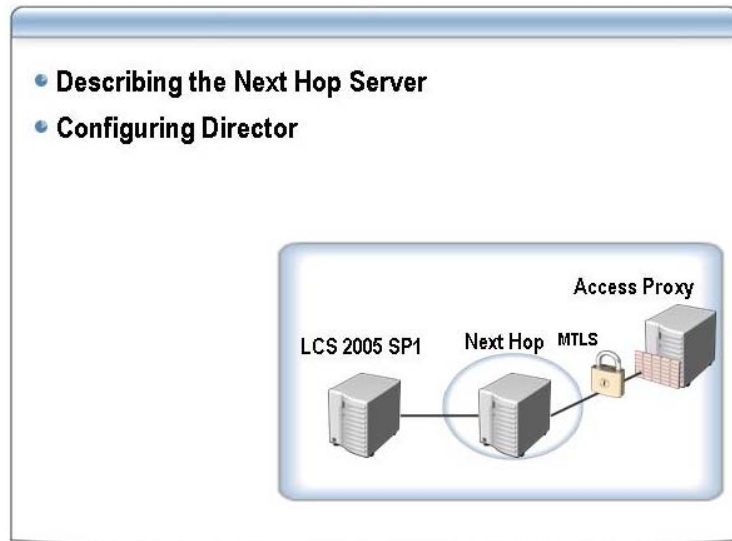 Describing the Next Hop Server
Configuring Director
Access Proxy
LCS 2005 SP1
Next Hop
MTLS